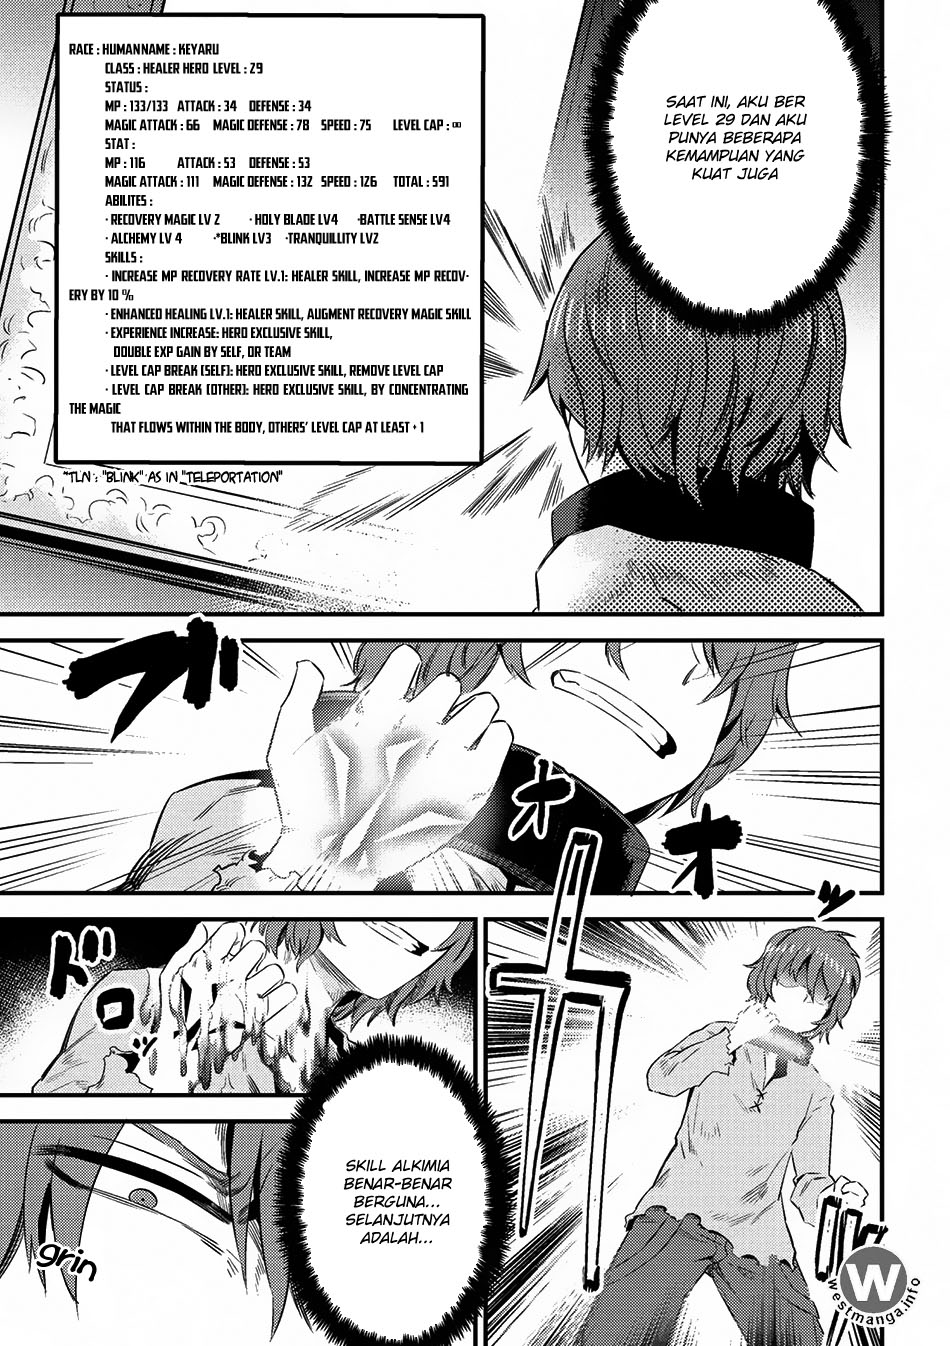 RACE : HUMANNAME : KEYARU
CLASS : HEALER HERO LEVEL : 29
STATUS :
MP : 133/133 ATTACK : 34 DEFENSE : 34
MAGIC ATTACK : 66 MAGIC DEFENSE : 78 SPEED : 75 LEVEL CAP : ∞
STAT :
MP : 116 ATTACK : 53 DEFENSE : 53
MAGIC ATTACK : 111 MAGIC DEFENSE : 132 SPEED : 126 TOTAL : 591
ABILITES :
· RECOVERY MAGIC LV 2 · HOLY BLADE LV4 ·BATTLE SENSE LV4
· ALCHEMY LV 4 ·*BLINK LV3 ·TRANQUILLITY LV2
SKILLS :
· INCREASE MP RECOVERY RATE LV.1: HEALER SKILL, INCREASE MP RECOV-
ERY BY 10 %
· ENHANCED HEALING LV.1: HEALER SKILL, AUGMENT RECOVERY MAGIC SKILL
· EXPERIENCE INCREASE: HERO EXCLUSIVE SKILL,
DOUBLE EXP GAIN BY SELF, OR TEAM
· LEVEL CAP BREAK (SELF): HERO EXCLUSIVE SKILL, REMOVE LEVEL CAP
· LEVEL CAP BREAK (OTHER): HERO EXCLUSIVE SKILL, BY CONCENTRATING
THE MAGIC
THAT FLOWS WITHIN THE BODY, OTHERS' LEVEL CAP AT LEAST + 1
*TLN : "BLINK" AS IN "TELEPORTATION"
SAAT INI, AKU BER
LEVEL 29 DAN AKU
PUNYA BEBERAPA
KEMAMPUAN YANG
KUAT JUGA
ズズ
オオ
ッ
サ
ドロ
SKILL ALKIMIA
BENAR-BENAR
BERGUNA...
SELANJUTNYA
ADALAH...
grin
W
westmanga.info